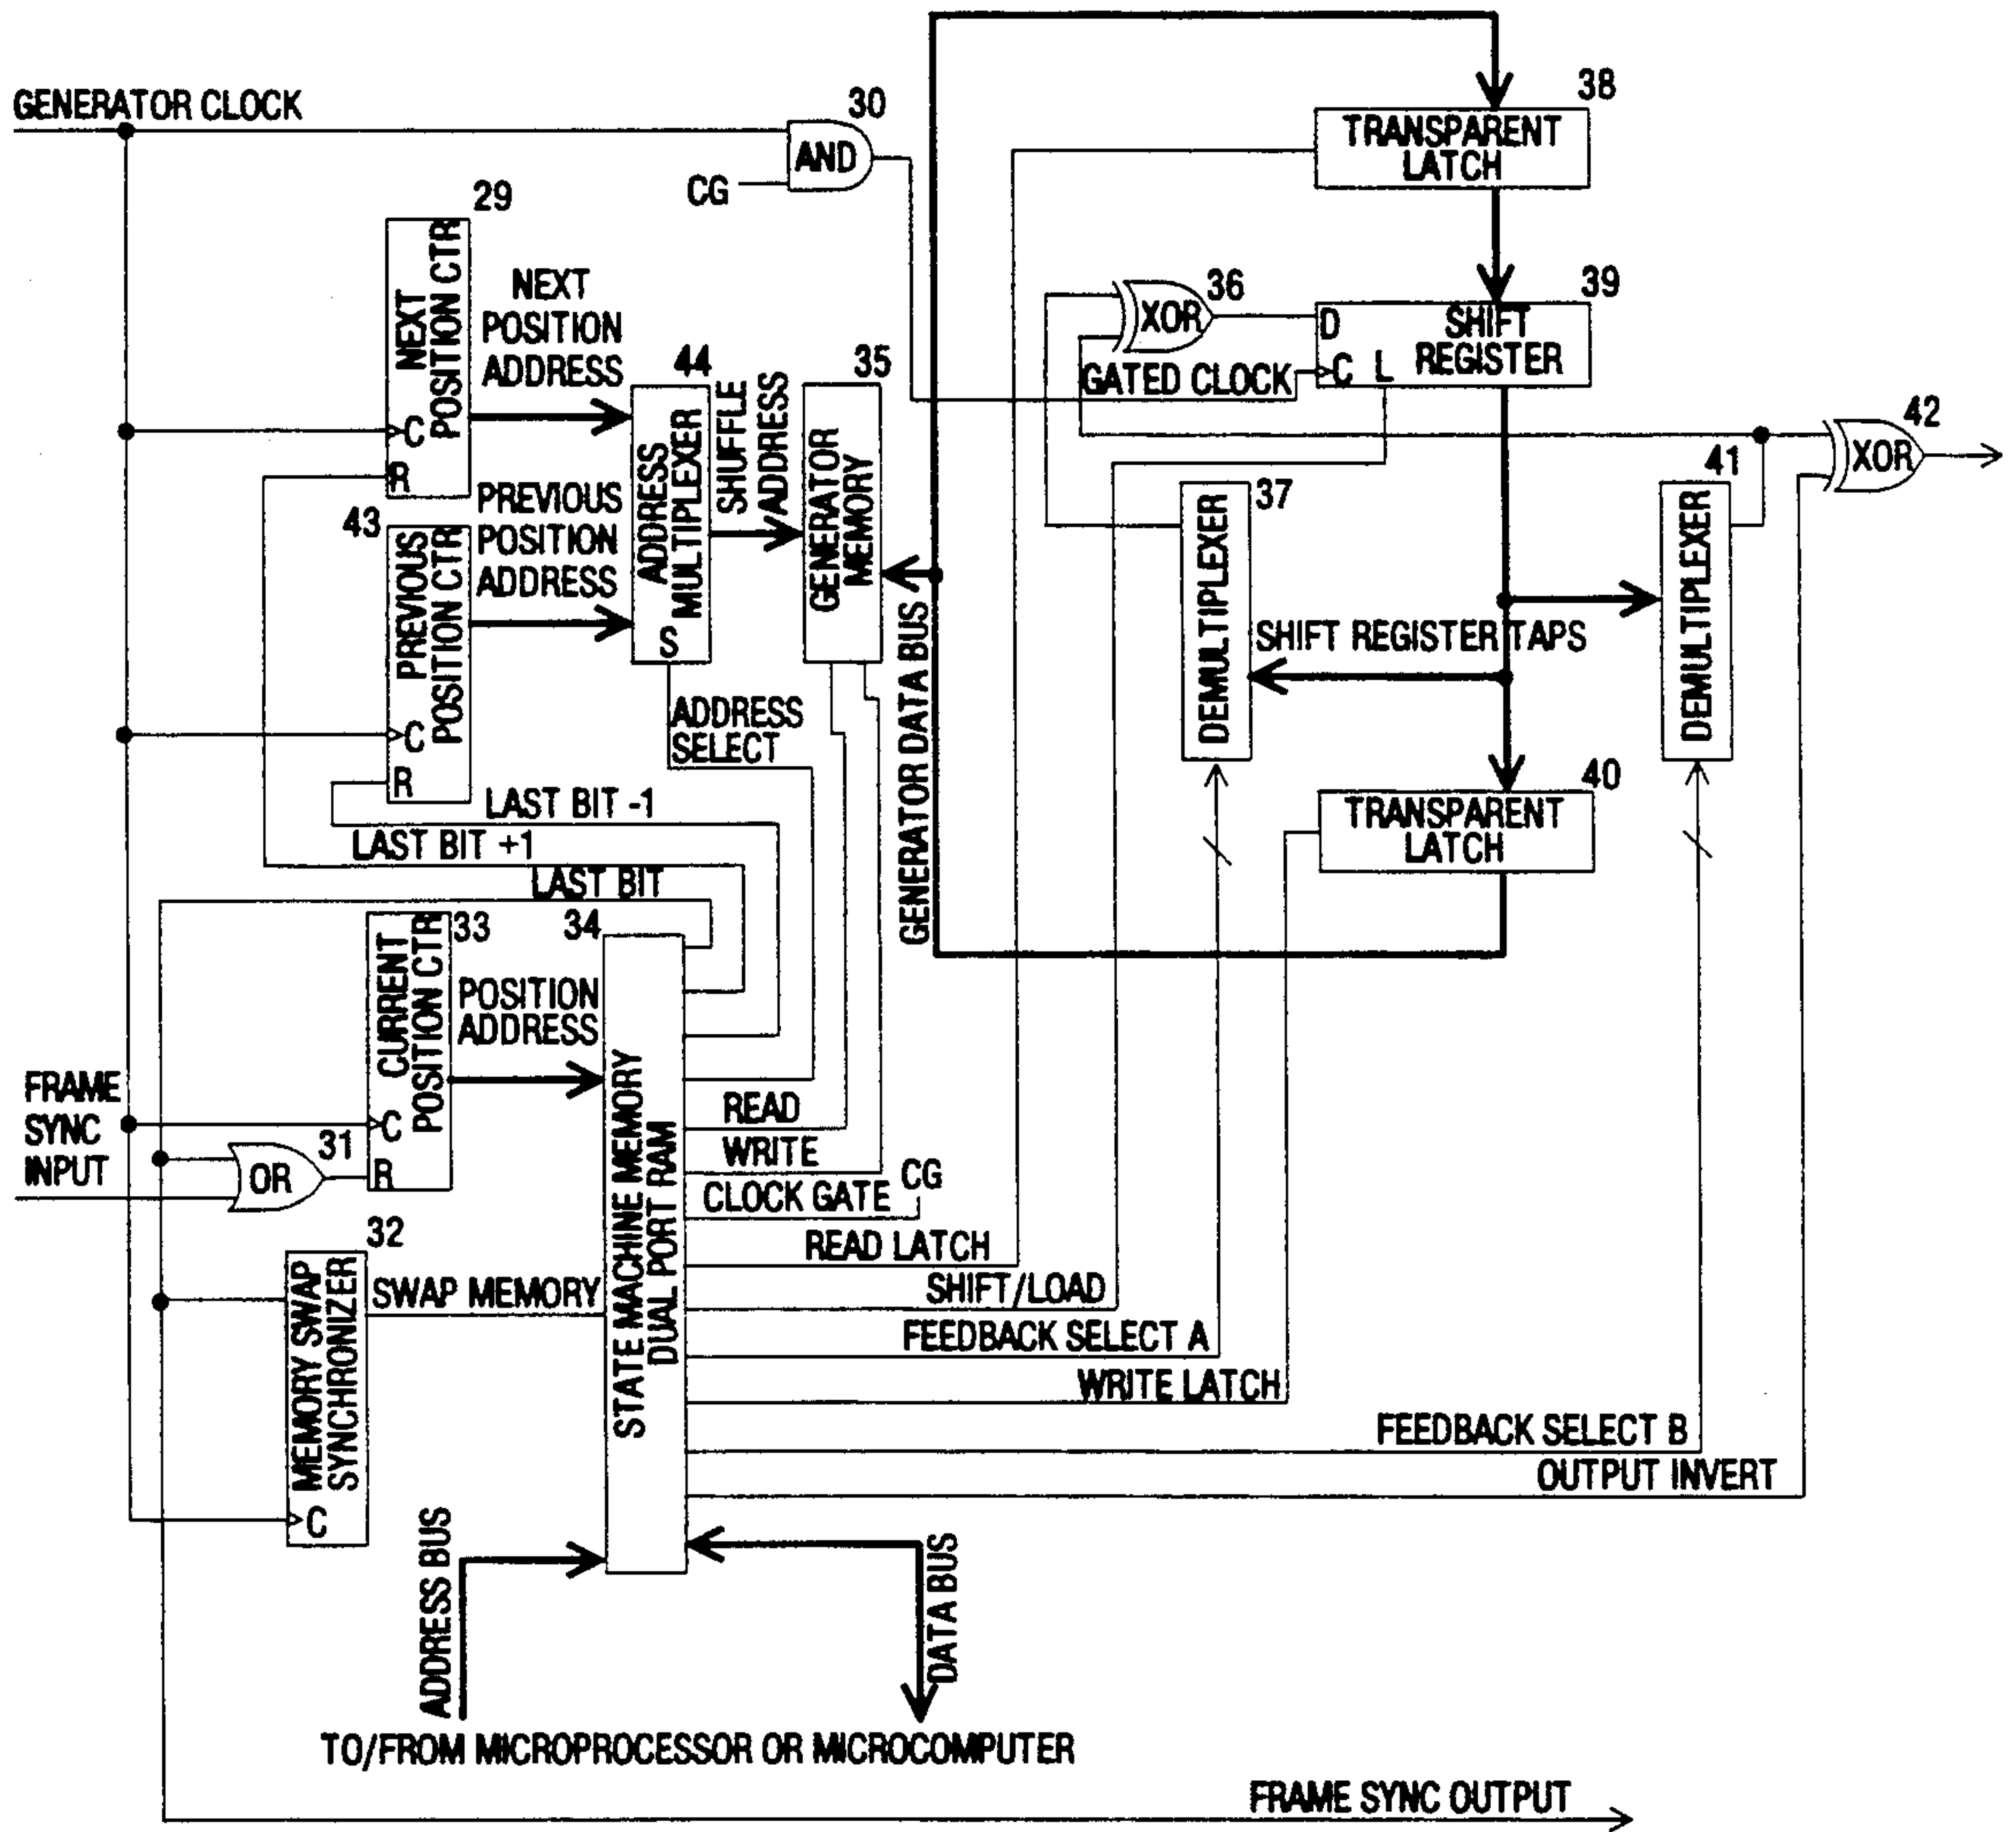 GENERATOR CLOCK
30
AND
CG
38
TRANSPARENT
LATCH
29
NEXT
POSITION CTR
C
R
NEXT
POSITION
ADDRESS
44
ADDRESS
MULTIPLEXER
S
SHUFFLE
ADDRESS
35
GENERATOR
MEMORY
XOR
36
39
D
SHIFT
REGISTER
C
L
GATED CLOCK
42
XOR
43
PREVIOUS
POSITION CTR
C
R
PREVIOUS
POSITION
ADDRESS
37
DEMULTIPLEXER
41
DEMULTIPLEXER
SHIFT REGISTER TAPS
GENERATOR DATA BUS
ADDRESS
SELECT
40
TRANSPARENT
LATCH
LAST BIT -1
LAST BIT +1
LAST BIT
33
CURRENT
POSITION CTR
C
R
34
STATE MACHINE MEMORY
DUAL PORT RAM
POSITION
ADDRESS
FRAME
SYNC
INPUT
OR
31
READ
WRITE
CLOCK GATE
CG
READ LATCH
32
MEMORY SWAP
SYNCHRONIZER
C
SWAP MEMORY
SHIFT/LOAD
FEEDBACK SELECT A
WRITE LATCH
FEEDBACK SELECT B
OUTPUT INVERT
ADDRESS BUS
DATA BUS
TO/FROM MICROPROCESSOR OR MICROCOMPUTER
FRAME SYNC OUTPUT